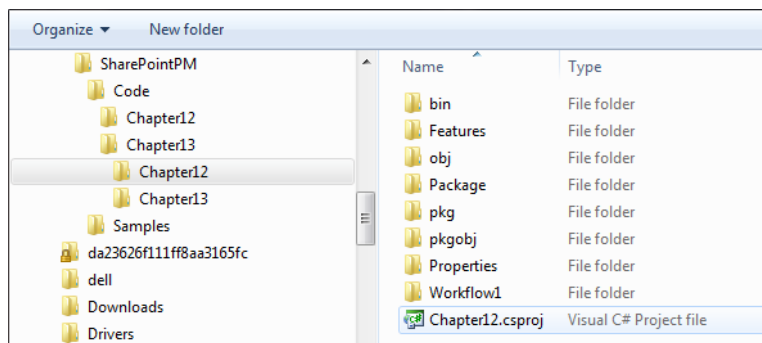 Organize New folder
SharePointPM
Code
Chapter12
Chapter13
Chapter12
Chapter13
Samples
da23626f111ff8aa3165fc
dell
Downloads
Drivers
Name Type
bin File folder
Features File folder
obj File folder
Package File folder
pkg File folder
pkgobj File folder
Properties File folder
Workflow1 File folder
Chapter12.csproj Visual C# Project file